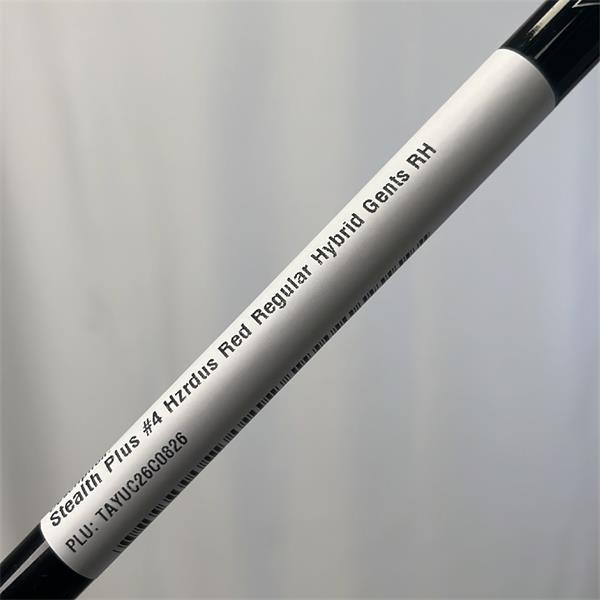 Stealth Plus #4 Hzrdus Red Regular Hybrid Gents RH
PLU: TAYUC26C0826